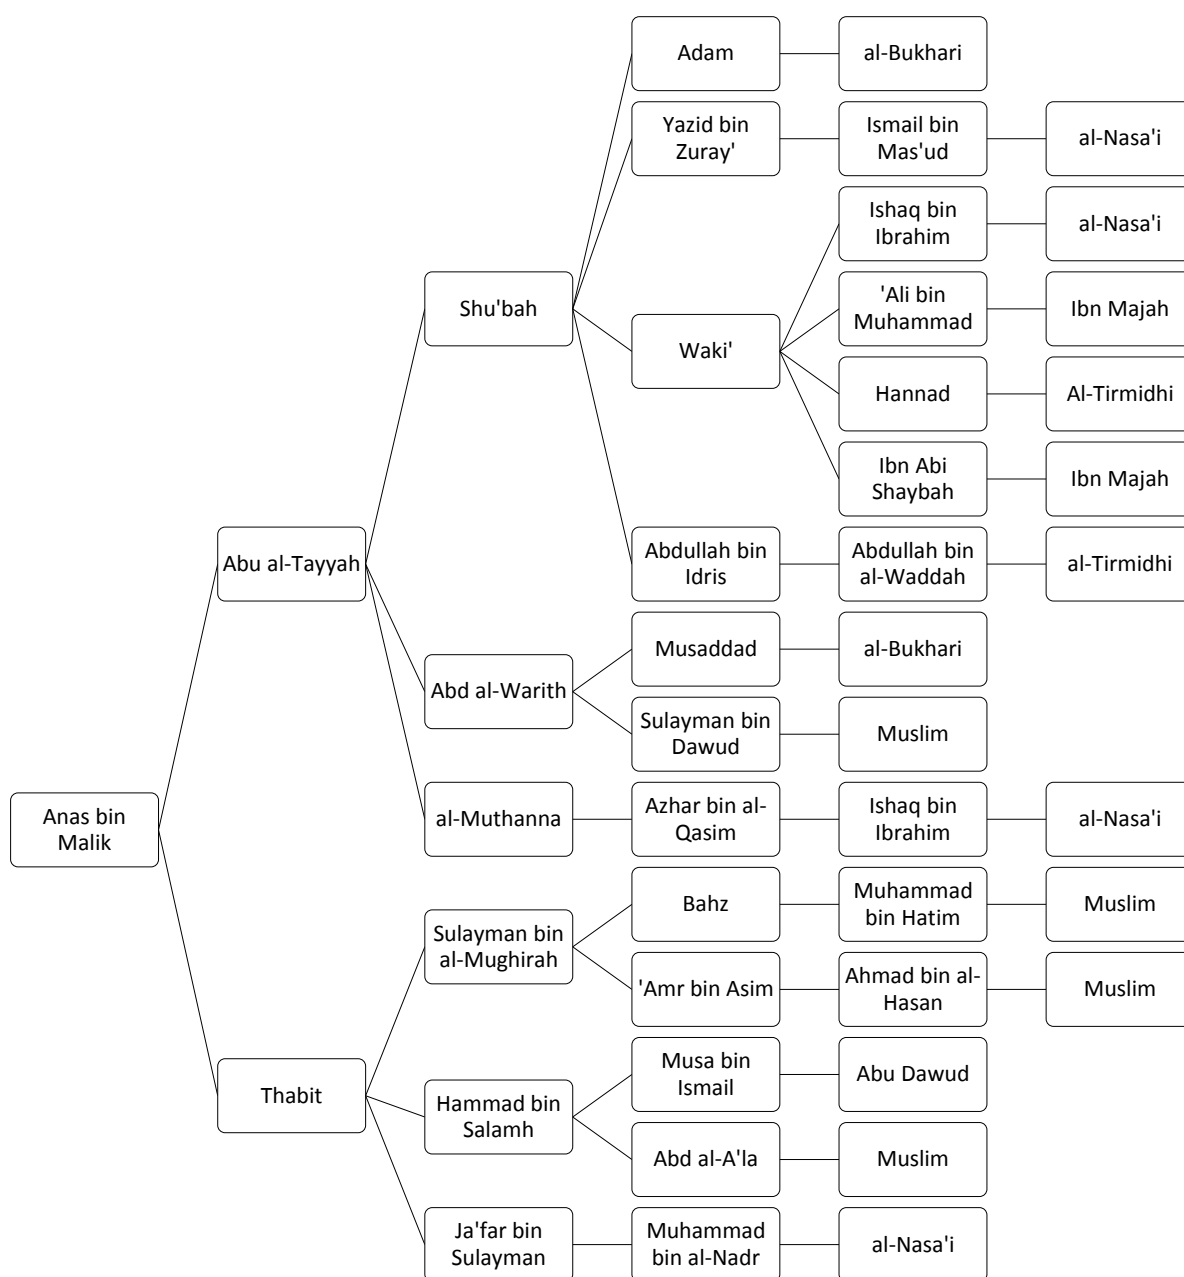 Adam
al-Bukhari
Yazid bin
Zuray'
Ismail bin
Mas'ud
al-Nasa'i
Ishaq bin
Ibrahim
al-Nasa'i
Shu'bah
'Ali bin
Muhammad
Ibn Majah
Waki'
Hannad
Al-Tirmidhi
Ibn Abi
Shaybah
Ibn Majah
Abu al-Tayyah
Abdullah bin
Idris
Abdullah bin
al-Waddah
al-Tirmidhi
Musaddad
al-Bukhari
Abd al-Warith
Sulayman bin
Dawud
Muslim
Anas bin
Malik
al-Muthanna
Azhar bin al-
Qasim
Ishaq bin
Ibrahim
al-Nasa'i
Bahz
Muhammad
bin Hatim
Muslim
Sulayman bin
al-Mughirah
'Amr bin Asim
Ahmad bin al-
Hasan
Muslim
Thabit
Musa bin
Ismail
Abu Dawud
Hammad bin
Salamh
Abd al-A'la
Muslim
Ja'far bin
Sulayman
Muhammad
bin al-Nadr
al-Nasa'i